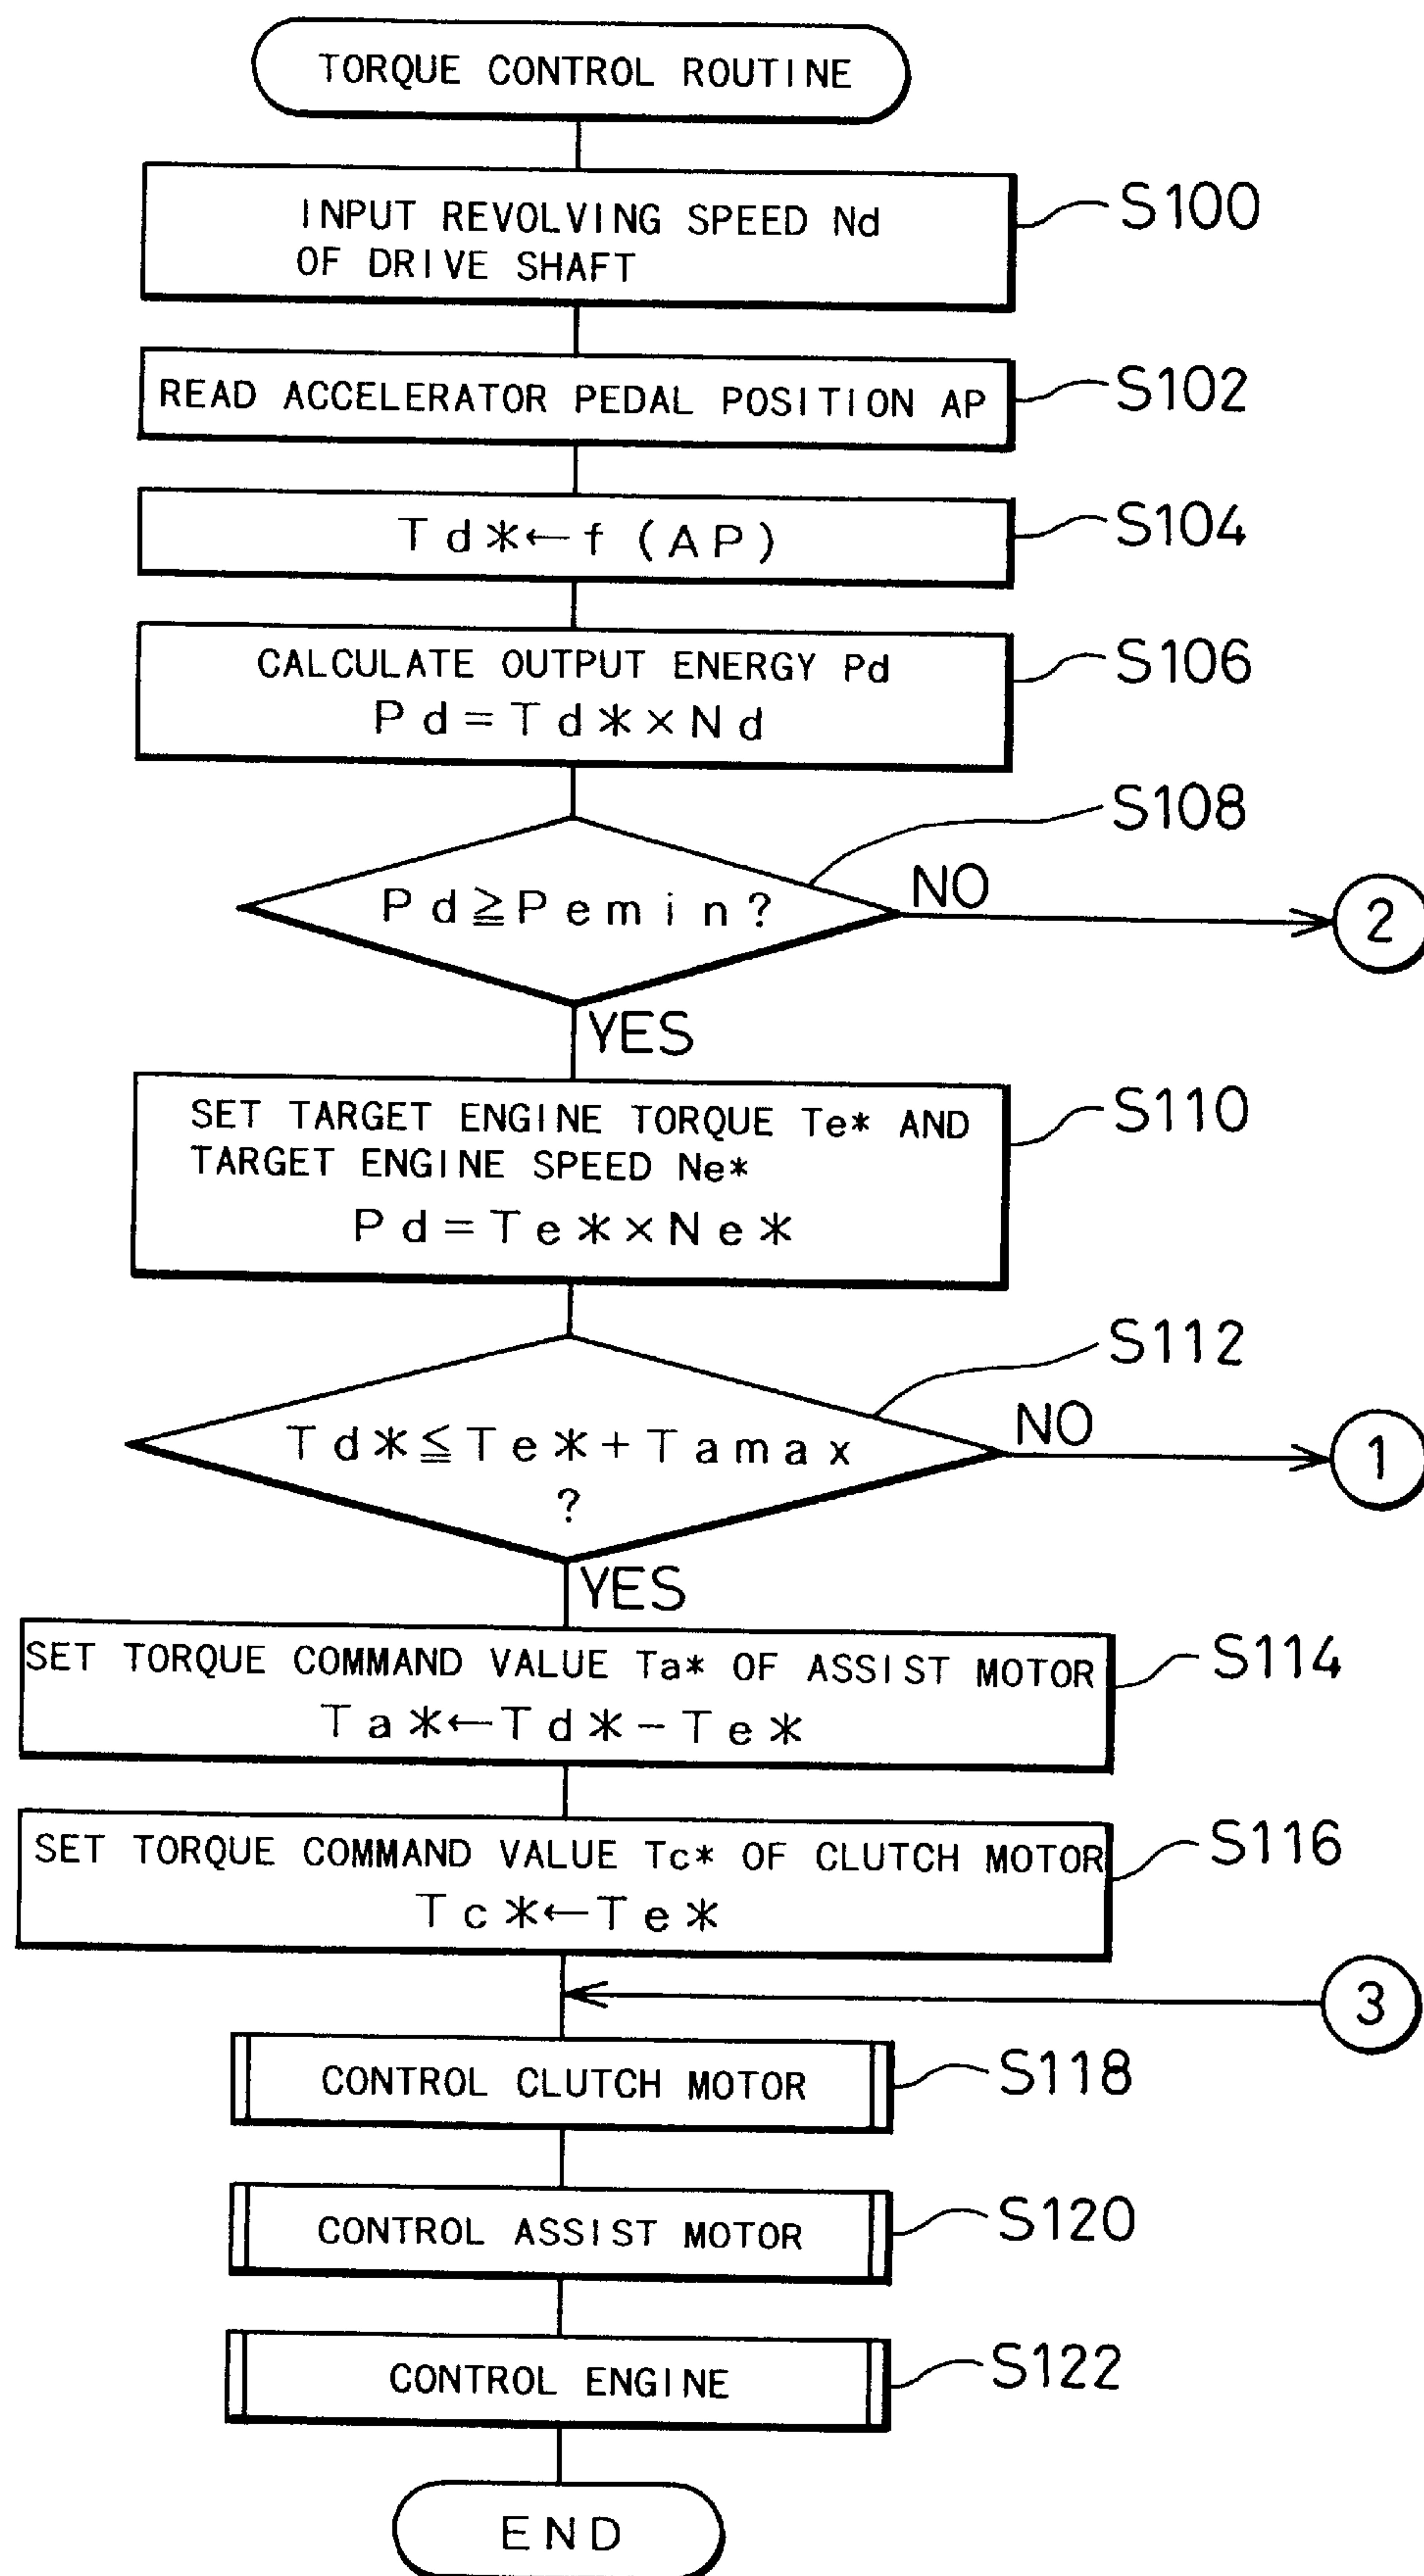 TORQUE CONTROL ROUTINE
INPUT REVOLVING SPEED Nd
OF DRIVE SHAFT
S100
READ ACCELERATOR PEDAL POSITION AP
S102
Td*←f(AP)
S104
CALCULATE OUTPUT ENERGY Pd
Pd=Td*×Nd
S106
S108
Pd≧Pemin?
NO
2
YES
SET TARGET ENGINE TORQUE Te* AND
TARGET ENGINE SPEED Ne*
Pd=Te*×Ne*
S110
S112
Td*≦Te*+Tamax
?
NO
1
YES
SET TORQUE COMMAND VALUE Ta* OF ASSIST MOTOR
Ta*←Td*-Te*
S114
SET TORQUE COMMAND VALUE Tc* OF CLUTCH MOTOR
Tc*←Te*
S116
3
CONTROL CLUTCH MOTOR
S118
CONTROL ASSIST MOTOR
S120
CONTROL ENGINE
S122
END